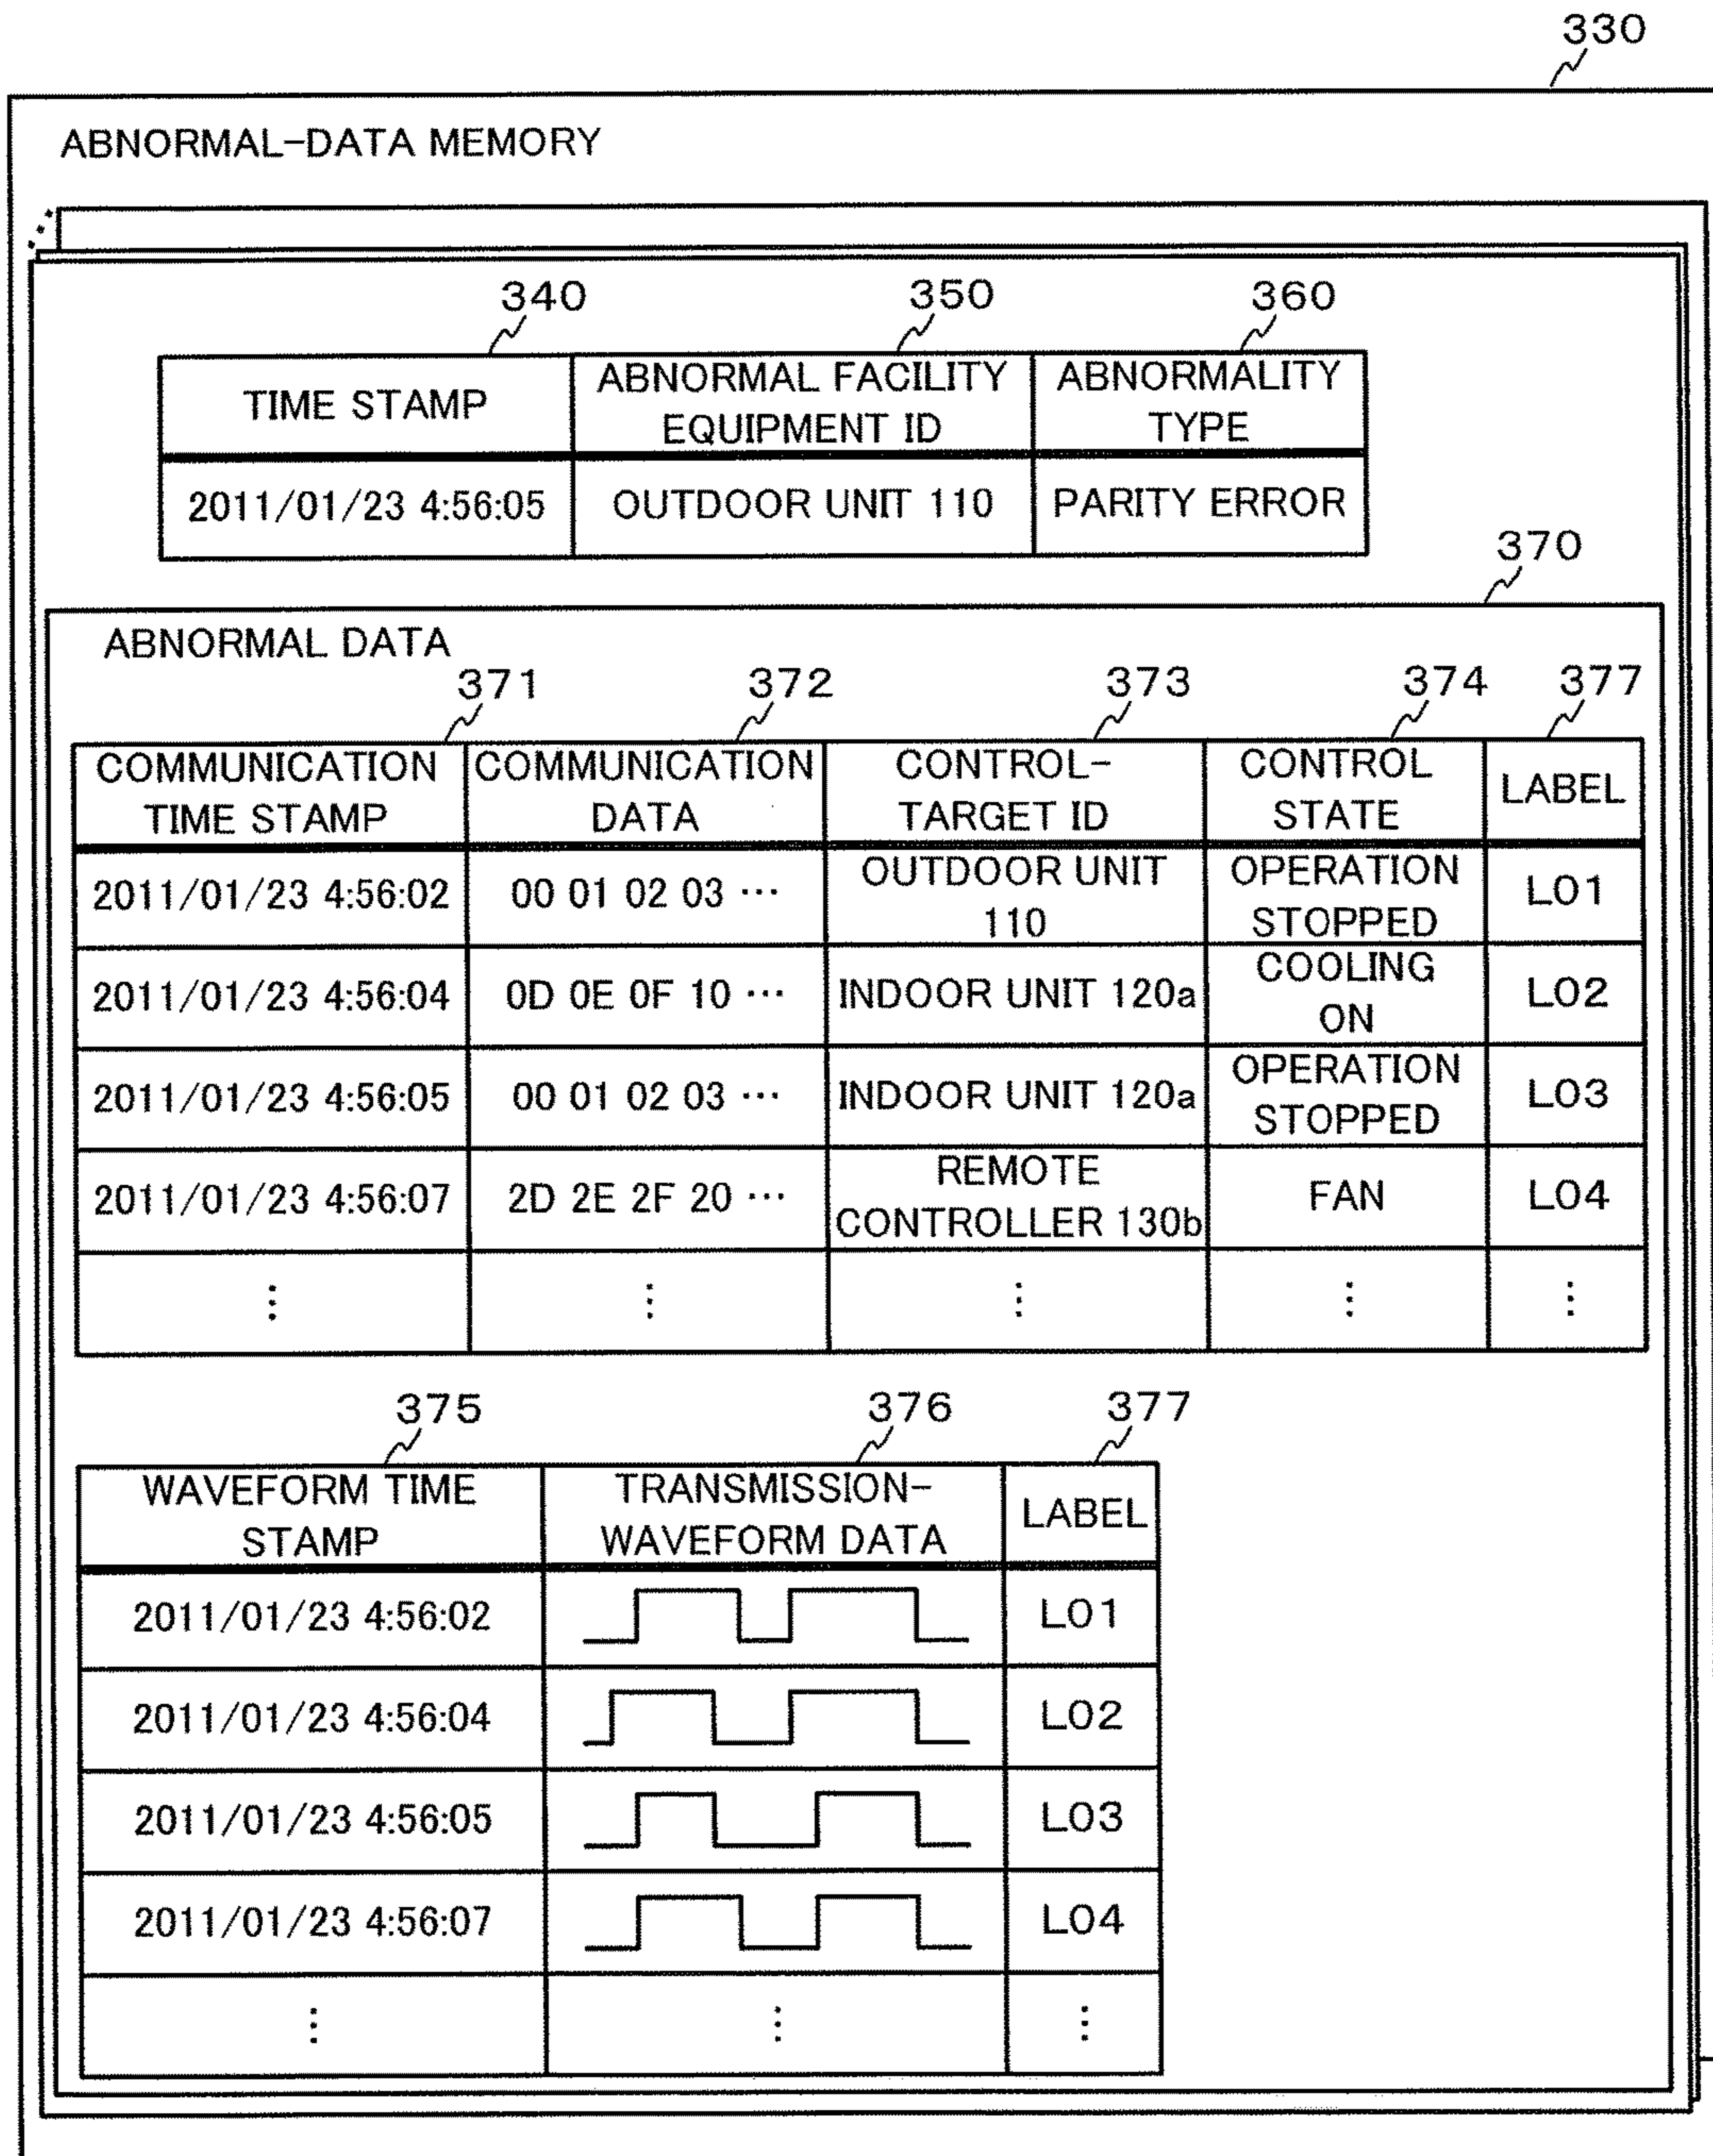 330
ABNORMAL-DATA MEMORY
340 350 360
TIME STAMP ABNORMAL FACILITY EQUIPMENT ID ABNORMALITY TYPE
2011/01/23 4:56:05 OUTDOOR UNIT 110 PARITY ERROR
370
ABNORMAL DATA
371 372 373 374 377
COMMUNICATION TIME STAMP COMMUNICATION DATA CONTROL-TARGET ID CONTROL STATE LABEL
2011/01/23 4:56:02 00 01 02 03 ⋯ OUTDOOR UNIT 110 OPERATION STOPPED L01
2011/01/23 4:56:04 0D 0E 0F 10 ⋯ INDOOR UNIT 120a COOLING ON L02
2011/01/23 4:56:05 00 01 02 03 ⋯ INDOOR UNIT 120a OPERATION STOPPED L03
2011/01/23 4:56:07 2D 2E 2F 20 ⋯ REMOTE CONTROLLER 130b FAN L04
⋮ ⋮ ⋮ ⋮ ⋮
375 376 377
WAVEFORM TIME STAMP TRANSMISSION-WAVEFORM DATA LABEL
2011/01/23 4:56:02 L01
2011/01/23 4:56:04 L02
2011/01/23 4:56:05 L03
2011/01/23 4:56:07 L04
⋮ ⋮ ⋮